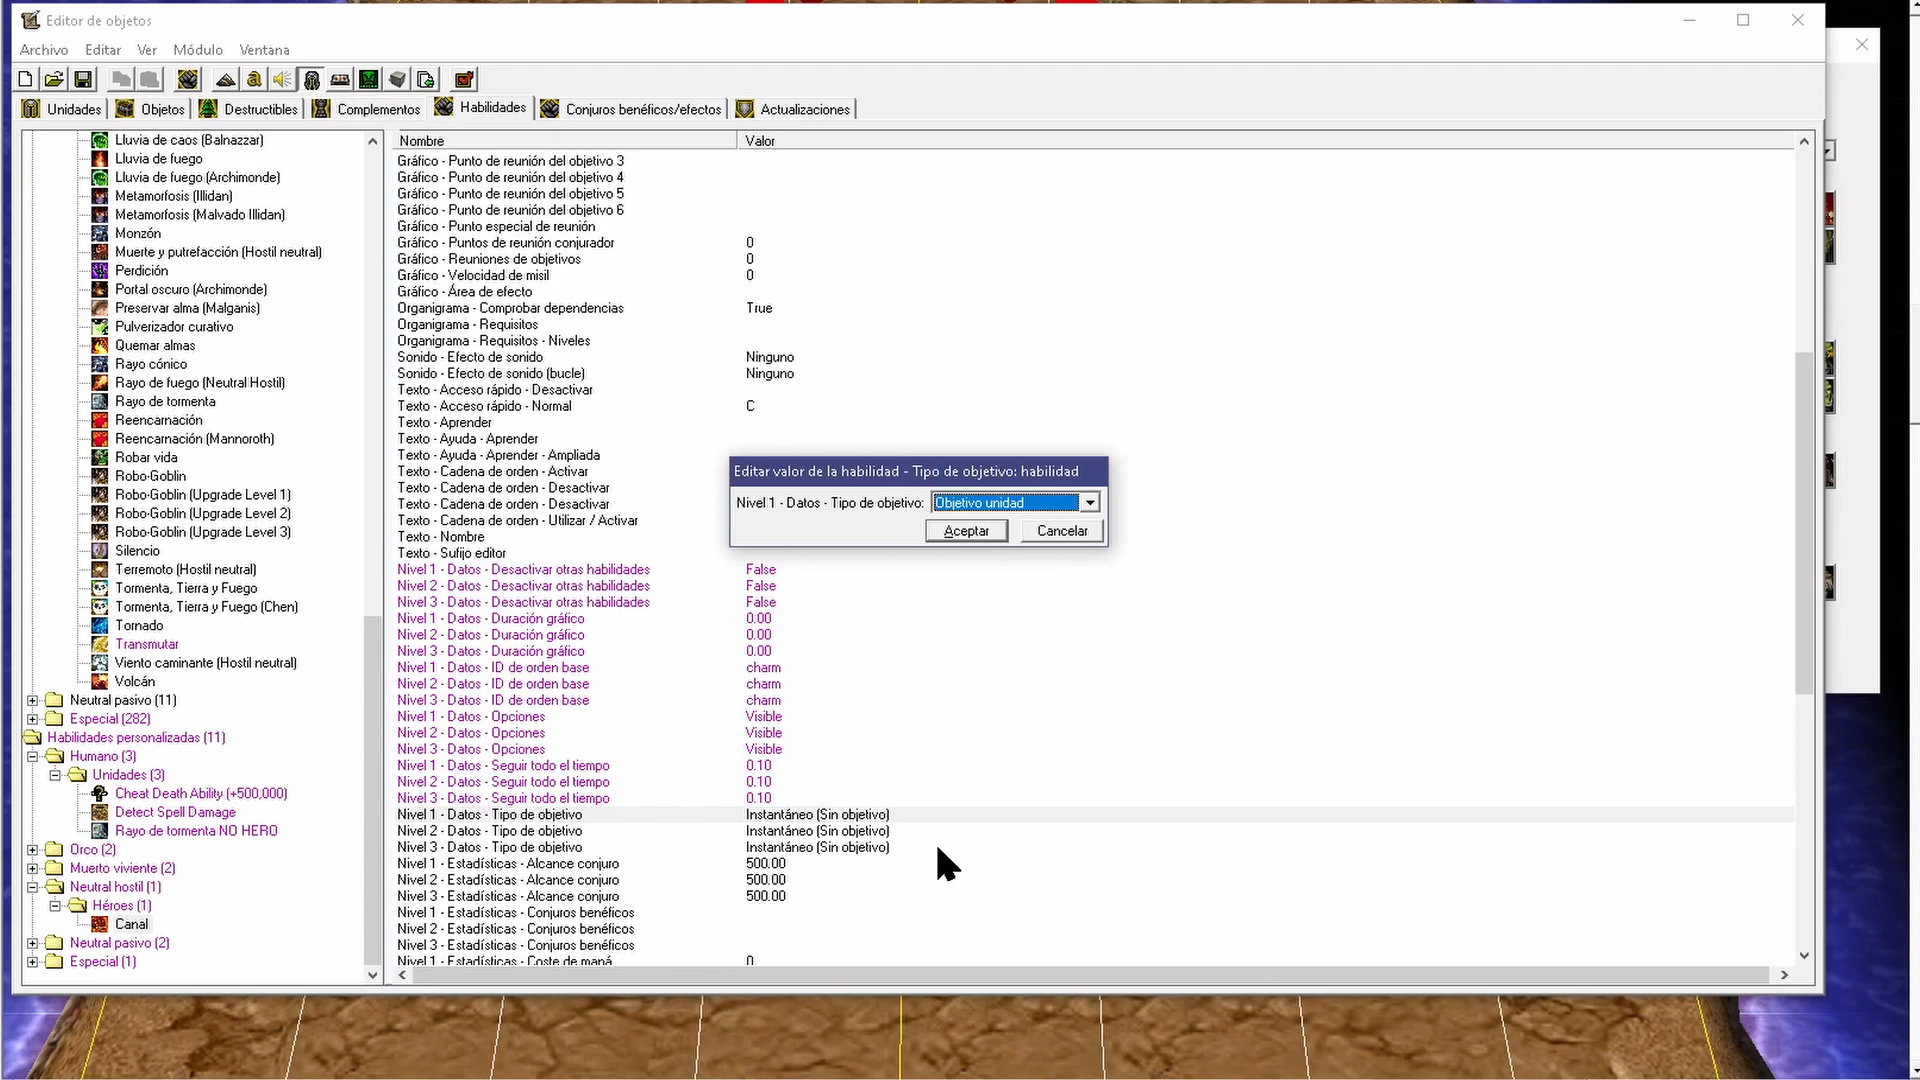 Editor de objetos
Archivo Editar Ver Módulo Ventana
Unidades Objetos Destructibles Complementos Habilidades Conjuros benéficos/efectos Actualizaciones
Lluvia de caos (Balnazzar)
Lluvia de fuego
Lluvia de fuego (Archimonde)
Metamorfosis (Illidan)
Metamorfosis (Malvado Illidan)
Monzón
Muerte y putrefacción (Hostil neutral)
Perdición
Portal oscuro (Archimonde)
Preservar alma (Malganis)
Pulverizador curativo
Quemar almas
Rayo cónico
Rayo de fuego (Neutral Hostil)
Rayo de tormenta
Reencarnación
Reencarnación (Mannoroth)
Robar vida
Robo-Goblin
Robo-Goblin (Upgrade Level 1)
Robo-Goblin (Upgrade Level 2)
Robo-Goblin (Upgrade Level 3)
Silencio
Terremoto (Hostil neutral)
Tormenta, Tierra y Fuego
Tormenta, Tierra y Fuego (Chen)
Tornado
Transmutar
Viento caminante (Hostil neutral)
Volcán
Neutral pasivo (11)
Especial (282)
Habilidades personalizadas (11)
Humano (3)
Unidades (3)
Cheat Death Ability (+500,000)
Detect Spell Damage
Rayo de tormenta NO HERO
Orco (2)
Muerto viviente (2)
Neutral hostil (1)
Héroes (1)
Canal
Neutral pasivo (2)
Especial (1)
Nombre Valor
Gráfico - Punto de reunión del objetivo 3
Gráfico - Punto de reunión del objetivo 4
Gráfico - Punto de reunión del objetivo 5
Gráfico - Punto de reunión del objetivo 6
Gráfico - Punto especial de reunión
Gráfico - Puntos de reunión conjurador 0
Gráfico - Reuniones de objetivos 0
Gráfico - Velocidad de misil 0
Gráfico - Área de efecto
Organigrama - Comprobar dependencias True
Organigrama - Requisitos
Organigrama - Requisitos - Niveles
Sonido - Efecto de sonido Ninguno
Sonido - Efecto de sonido (bucle) Ninguno
Texto - Acceso rápido - Desactivar
Texto - Acceso rápido - Normal C
Texto - Aprender
Texto - Ayuda - Aprender
Texto - Ayuda - Aprender - Ampliada
Texto - Cadena de orden - Activar
Texto - Cadena de orden - Desactivar
Texto - Cadena de orden - Desactivar
Texto - Cadena de orden - Utilizar / Activar
Texto - Nombre
Texto - Sufijo editor
Nivel 1 - Datos - Desactivar otras habilidades False
Nivel 2 - Datos - Desactivar otras habilidades False
Nivel 3 - Datos - Desactivar otras habilidades False
Nivel 1 - Datos - Duración gráfico 0.00
Nivel 2 - Datos - Duración gráfico 0.00
Nivel 3 - Datos - Duración gráfico 0.00
Nivel 1 - Datos - ID de orden base charm
Nivel 2 - Datos - ID de orden base charm
Nivel 3 - Datos - ID de orden base charm
Nivel 1 - Datos - Opciones Visible
Nivel 2 - Datos - Opciones Visible
Nivel 3 - Datos - Opciones Visible
Nivel 1 - Datos - Seguir todo el tiempo 0.10
Nivel 2 - Datos - Seguir todo el tiempo 0.10
Nivel 3 - Datos - Seguir todo el tiempo 0.10
Nivel 1 - Datos - Tipo de objetivo Instantáneo (Sin objetivo)
Nivel 2 - Datos - Tipo de objetivo Instantáneo (Sin objetivo)
Nivel 3 - Datos - Tipo de objetivo Instantáneo (Sin objetivo)
Nivel 1 - Estadísticas - Alcance conjuro 500.00
Nivel 2 - Estadísticas - Alcance conjuro 500.00
Nivel 3 - Estadísticas - Alcance conjuro 500.00
Nivel 1 - Estadísticas - Conjuros benéficos
Nivel 2 - Estadísticas - Conjuros benéficos
Nivel 3 - Estadísticas - Conjuros benéficos
Nivel 1 - Estadísticas - Coste de maná 0
Editar valor de la habilidad - Tipo de objetivo: habilidad
Nivel 1 - Datos - Tipo de objetivo: Objetivo unidad
Aceptar Cancelar